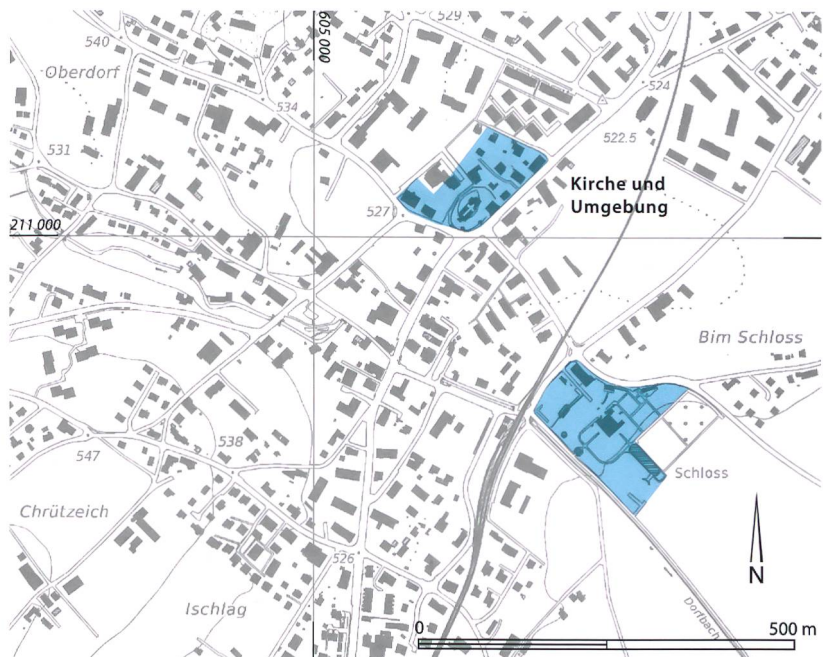 605 000
529
540
Oberdorf
524
534
522.5
531
Kirche und
Umgebung
527
211 000
Bim Schloss
538
547
Schloss
Chrützeich
526
N
Ischlag
Dorfbach
0
500 m